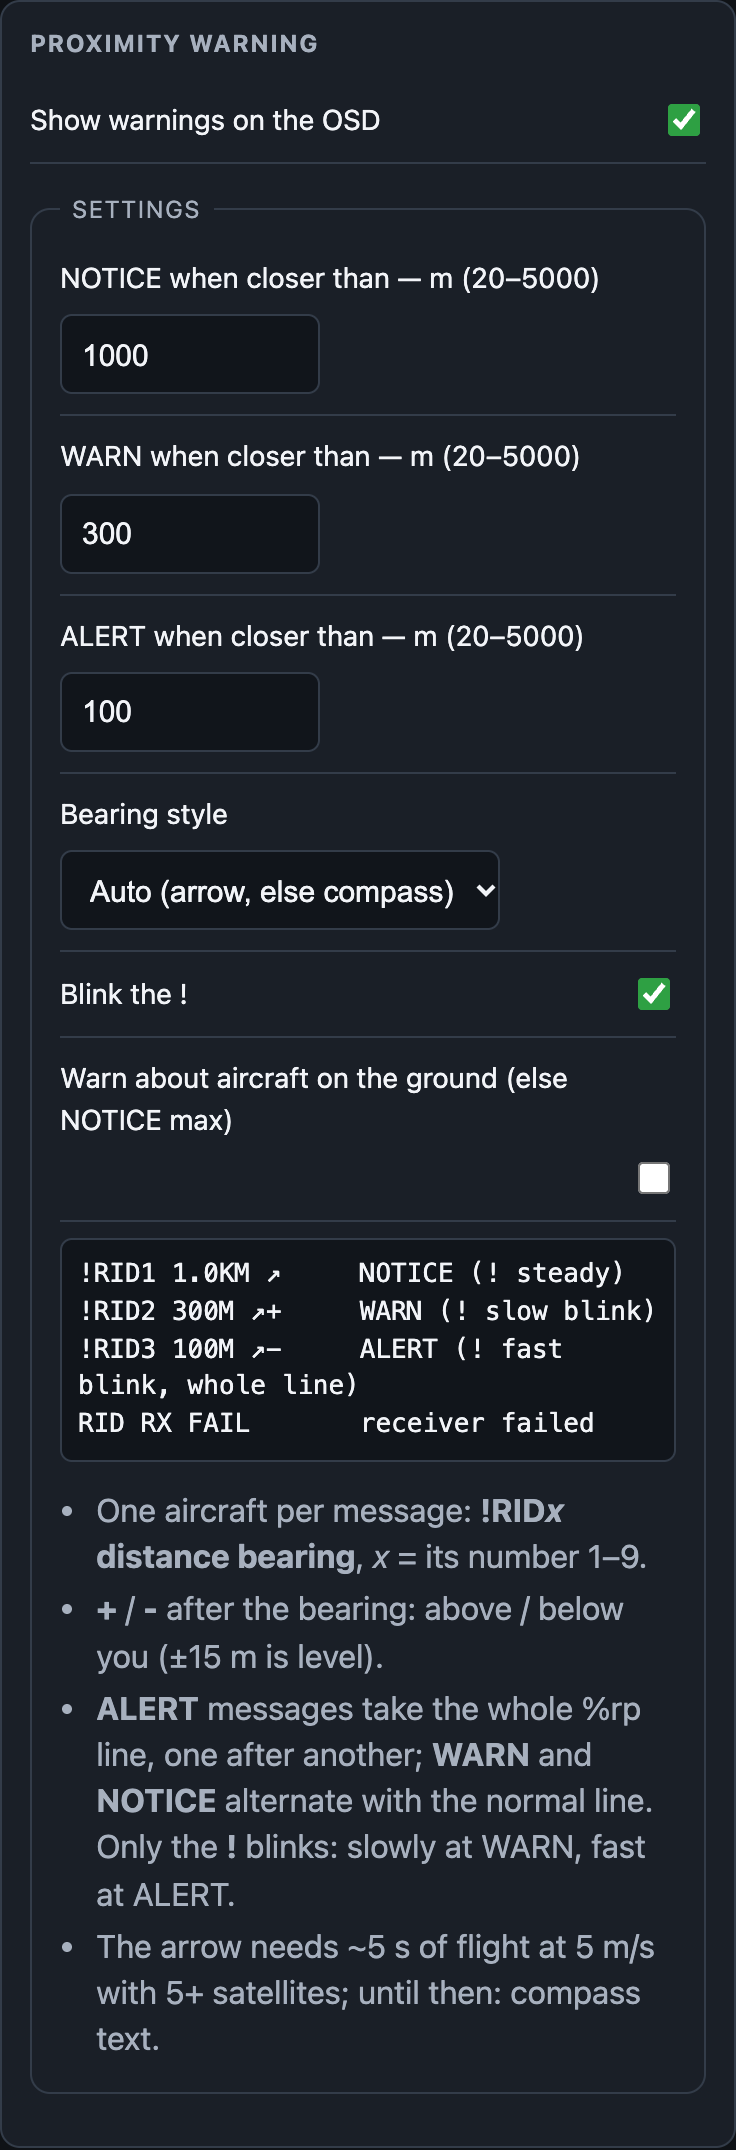 PROXIMITY WARNING
Show warnings on the OSD
SETTINGS
NOTICE when closer than — m (20–5000)
1000
WARN when closer than — m (20–5000)
300
ALERT when closer than — m (20–5000)
100
Bearing style
Auto (arrow, else compass)
Blink the !
Warn about aircraft on the ground (else
NOTICE max)
!RID1 1.0KM ↗     NOTICE (! steady)
!RID2 300M ↗+     WARN (! slow blink)
!RID3 100M ↗−     ALERT (! fast
blink, whole line)
RID RX FAIL       receiver failed
• One aircraft per message: !RIDx
distance bearing, x = its number 1–9.
• + / - after the bearing: above / below
you (±15 m is level).
• ALERT messages take the whole %rp
line, one after another; WARN and
NOTICE alternate with the normal line.
Only the ! blinks: slowly at WARN, fast
at ALERT.
• The arrow needs ~5 s of flight at 5 m/s
with 5+ satellites; until then: compass
text.